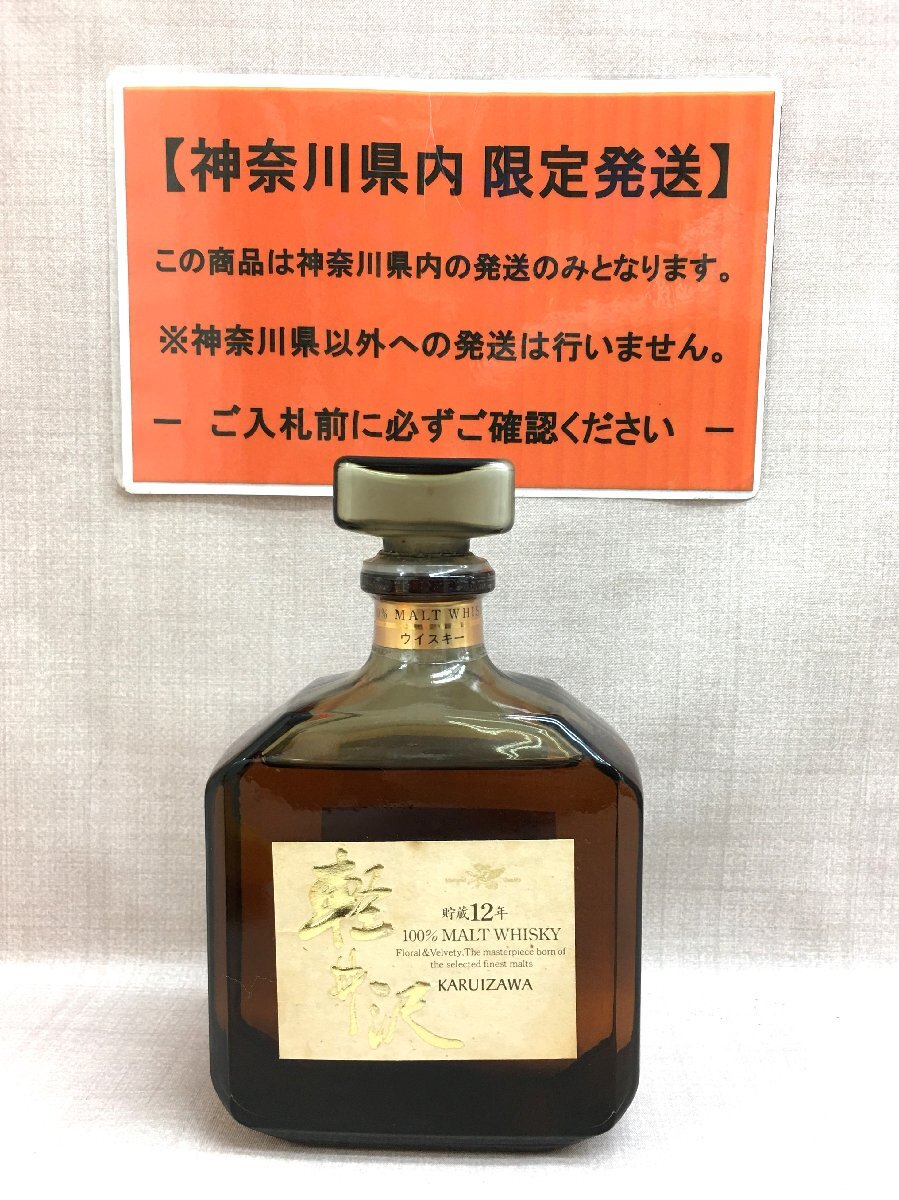 【神奈川県内 限定発送】
この商品は神奈川県内の発送のみとなります。
※神奈川県以外への発送は行いません。
― ご入札前に必ずご確認ください ―
% MALT WHIS
ウイスキー
軽井沢
貯蔵12年
100% MALT WHISKY
Floral & Velvety. The masterpiece born of
the selected finest malts
KARUIZAWA